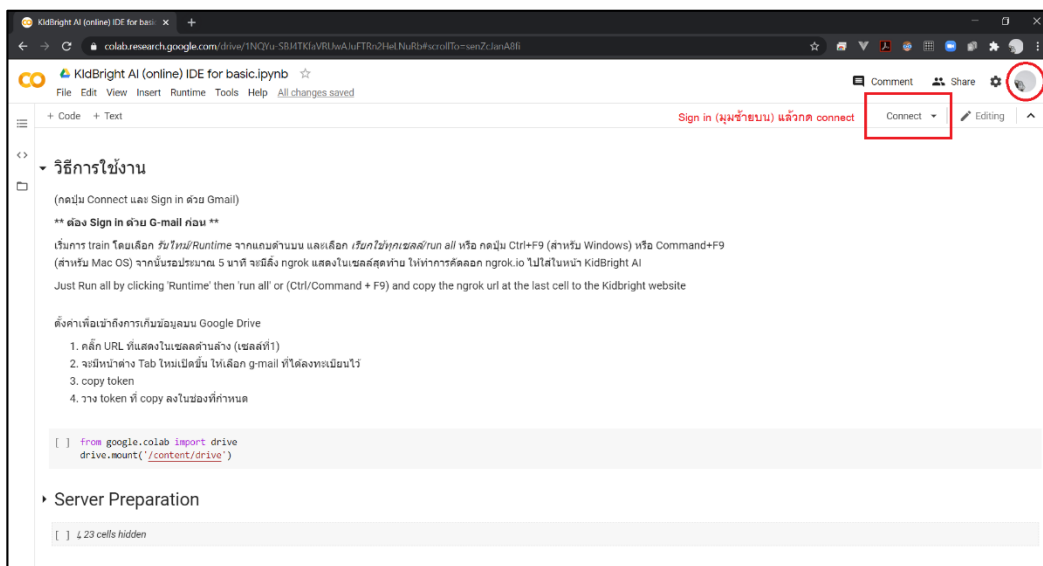 KIdBright AI (online) IDE for basic
colab.research.google.com/drive/1NQYu-S8J4TKfaVRUwAJuFTRn2HeLNuRb#scrollTo=senZcJanA8fi
KIdBright AI (online) IDE for basic.ipynb
Comment Share
File Edit View Insert Runtime Tools Help All changes saved
+ Code + Text
Sign in (มุมซ้ายบน) แล้วกด connect
Connect
Editing
วิธีการใช้งาน
(กดปุ่ม Connect และ Sign in ด้วย Gmail)
** ต้อง Sign in ด้วย G-mail ก่อน **
เริ่มการ train โดยเลือก รันไทม์/Runtime จากแถบด้านบน และเลือก เรียกใช้ทุกเซลล์/run all หรือ กดปุ่ม Ctrl+F9 (สำหรับ Windows) หรือ Command+F9
(สำหรับ Mac OS) จากนั้นรอประมาณ 5 นาที จะมีลิ้ง ngrok แสดงในเซลล์สุดท้าย ให้ทำการคัดลอก ngrok.io ไปใส่ในหน้า KidBright AI
Just Run all by clicking 'Runtime' then 'run all' or (Ctrl/Command + F9) and copy the ngrok url at the last cell to the Kidbright website
ตั้งค่าเพื่อเข้าถึงการเก็บข้อมูลบน Google Drive
1. คลิ๊ก URL ที่แสดงในเซลล์ด้านล้าง (เซลล์ที่1)
2. จะมีหน้าต่าง Tab ใหม่เปิดขึ้น ให้เลือก g-mail ที่ได้ลงทะเบียนไว้
3. copy token
4. วาง token ที่ copy ลงในช่องที่กำหนด
[ ] from google.colab import drive
drive.mount('/content/drive')
Server Preparation
[ ] ↳ 23 cells hidden